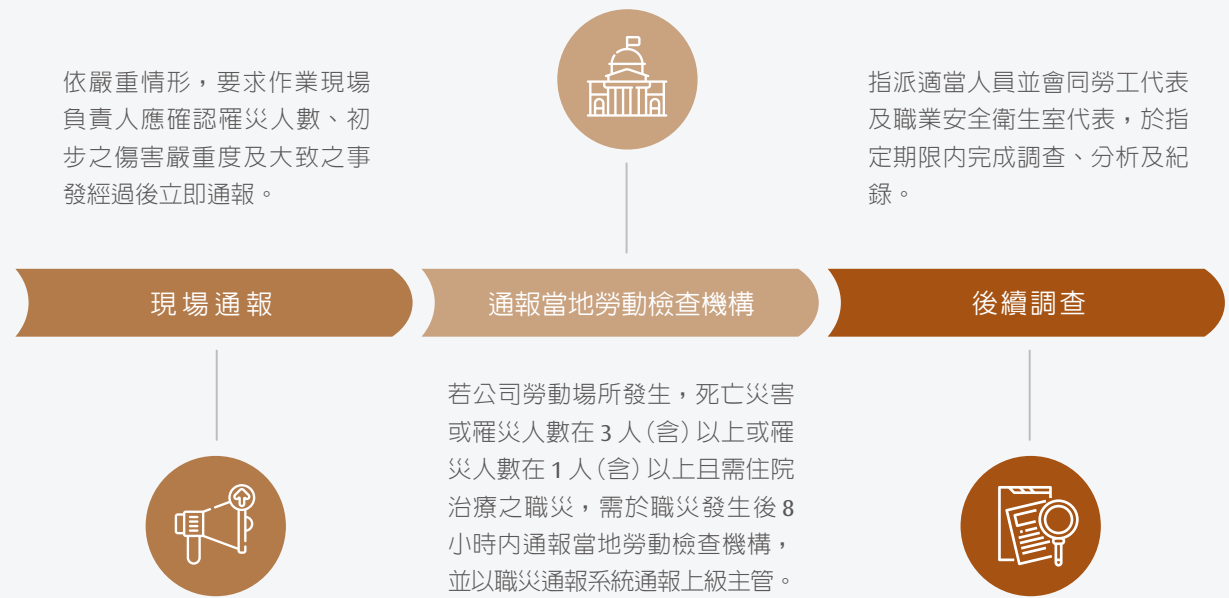 依嚴重情形，要求作業現場
負責人應確認罹災人數、初
步之傷害嚴重度及大致之事
發經過後立即通報。
現場通報
通報當地勞動檢查機構
若公司勞動場所發生，死亡災害
或罹災人數在 3 人（含）以上或罹
災人數在 1 人（含）以上且需住院
治療之職災，需於職災發生後 8
小時內通報當地勞動檢查機構，
並以職災通報系統通報上級主管。
指派適當人員並會同勞工代表
及職業安全衛生室代表，於指
定期限內完成調查、分析及紀
錄。
後續調查